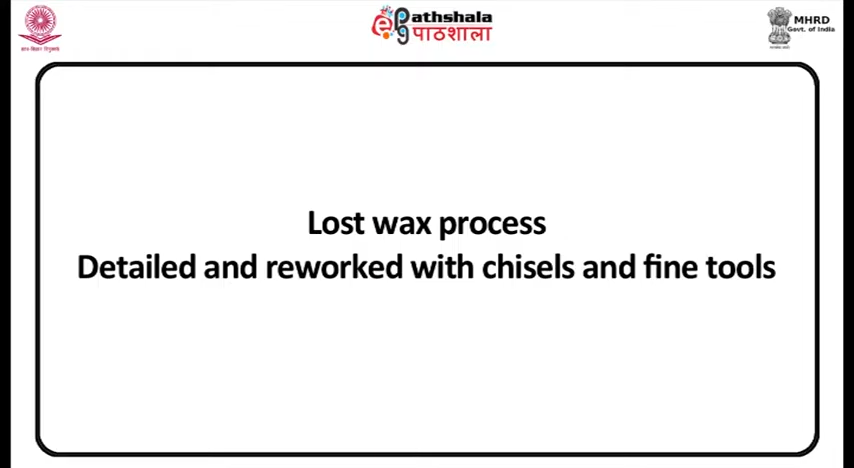 ePathshala
पाठशाला
MHRD
Govt. of India
Lost wax process
Detailed and reworked with chisels and fine tools